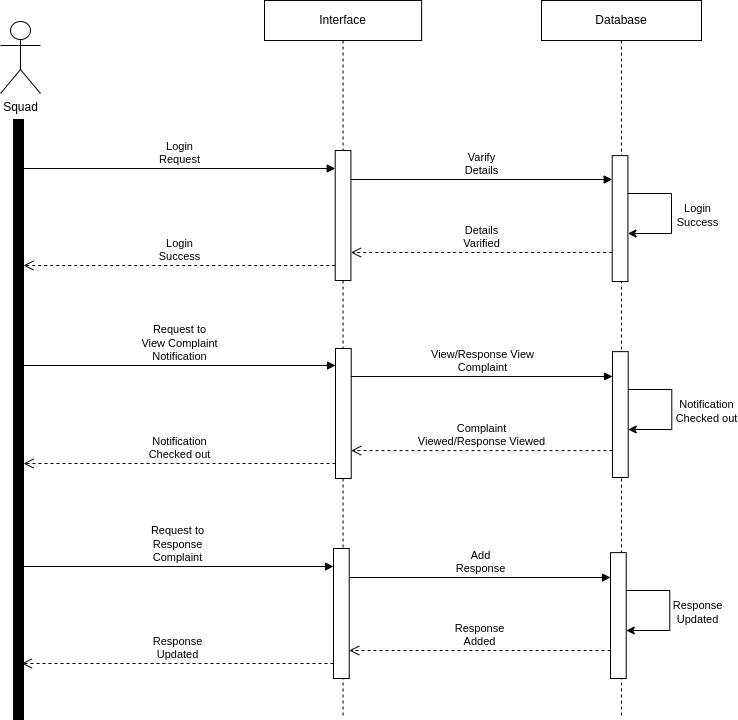 Interface
Database
Squad
Login
Request
Varify
Details
Login
Success
Details
Varified
Login
Success
Request to
View Complaint
Notification
View/Response View
Complaint
Notification
Checked out
Complaint
Viewed/Response Viewed
Notification
Checked out
Request to
Response
Complaint
Add
Response
Response
Updated
Response
Added
Response
Updated